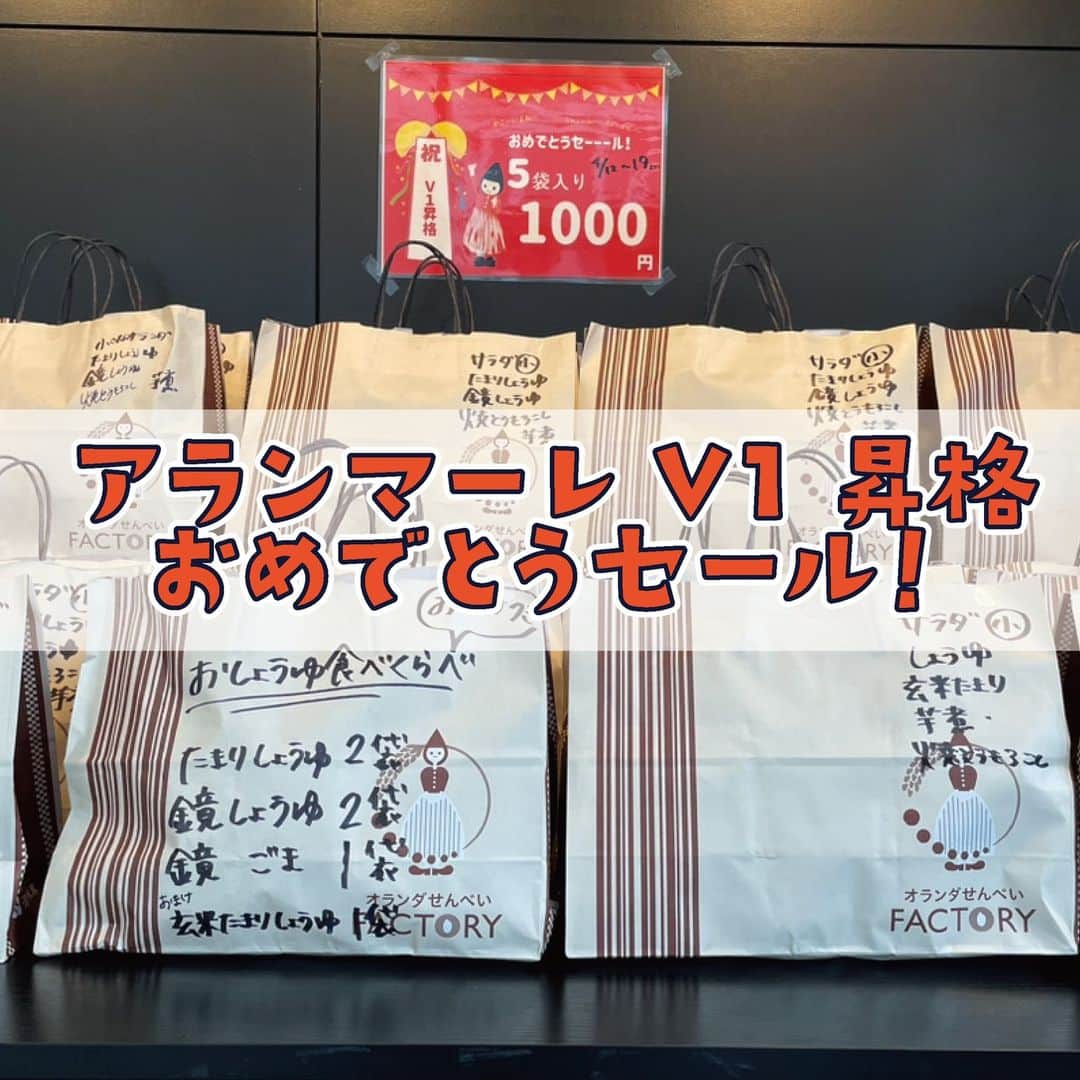 おめでとうセーーール!
祝
V1昇格
5袋入り
4/12～19
1000
円
たまりしょうゆ
鏡しょうゆ
焼とうもろこし
芋煮
サラダ小
たまりしょうゆ
鏡しょうゆ
焼とうもろこし
芋煮
サラダ小
たまりしょうゆ
鏡しょうゆ
焼とうもろこし
芋煮
アランマーレ V1 昇格
おめでとうセール!
オランダせんべい
FACTORY
おしょうゆ食べくらべ
たまりしょうゆ 2袋
鏡しょうゆ 2袋
鏡 ごま 1袋
おまけ
玄米たまりしょうゆ 1袋
オランダせんべい
FACTORY
サラダ小
しょうゆ
玄米たまり
芋煮
焼とうもろこし
オランダせんべい
FACTORY